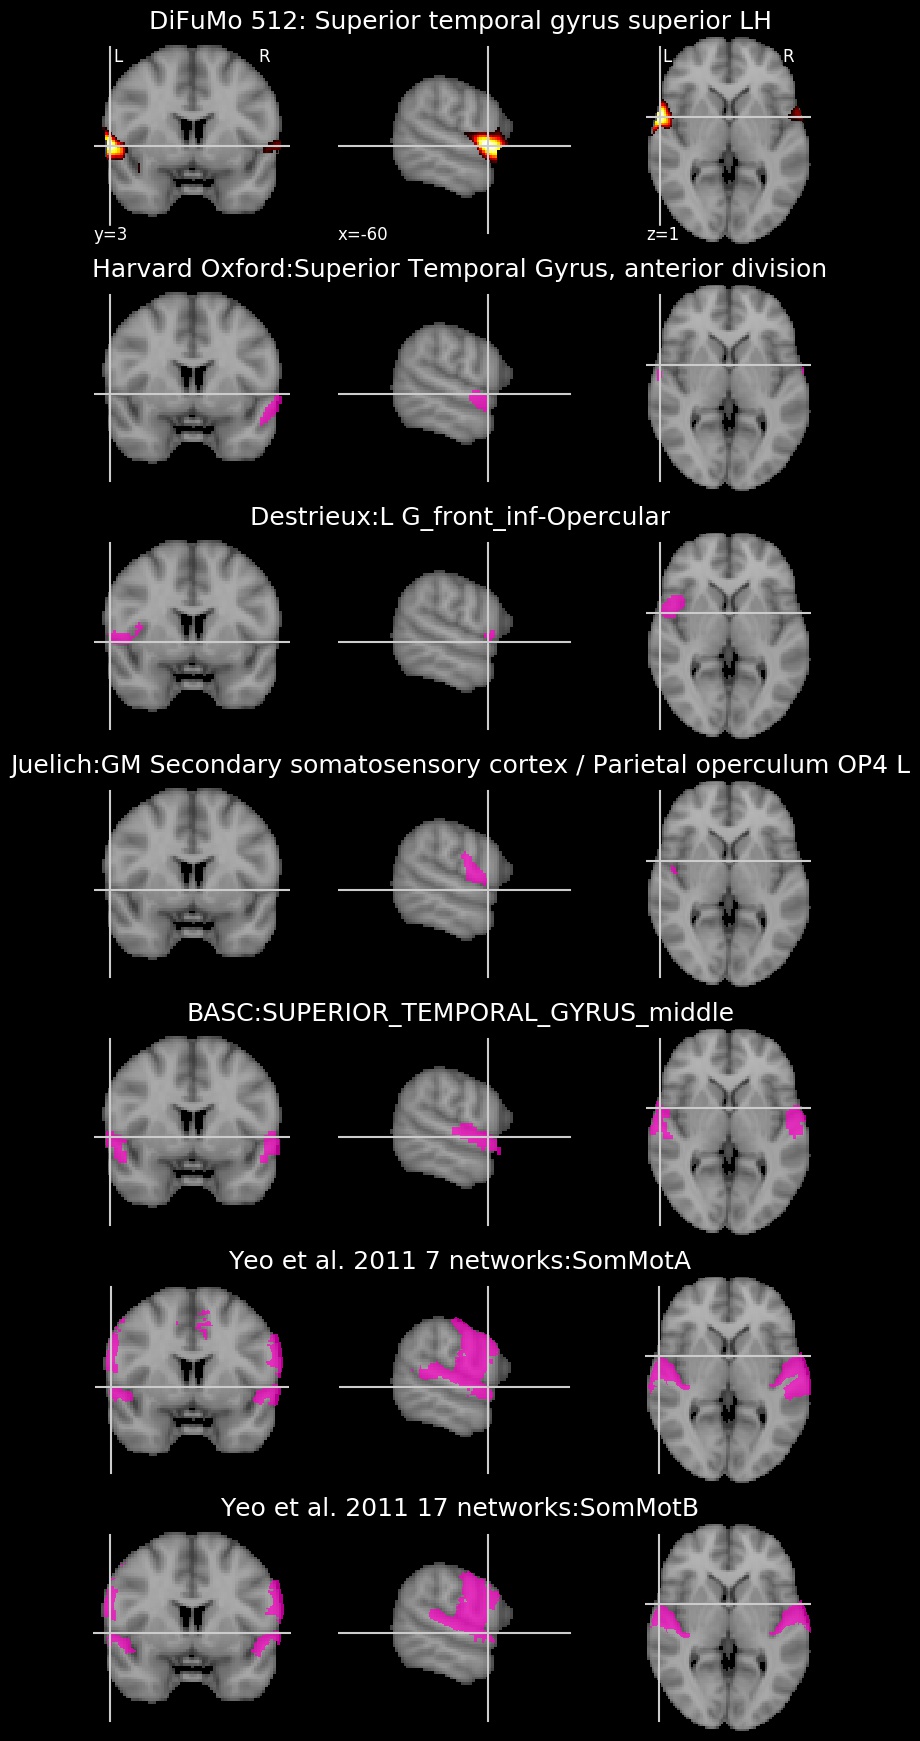 DiFuMo 512: Superior temporal gyrus superior LH
L R L R
y=3 x=-60 z=1
Harvard Oxford:Superior Temporal Gyrus, anterior division
Destrieux:L G_front_inf-Opercular
Juelich:GM Secondary somatosensory cortex / Parietal operculum OP4 L
BASC:SUPERIOR_TEMPORAL_GYRUS_middle
Yeo et al. 2011 7 networks:SomMotA
Yeo et al. 2011 17 networks:SomMotB